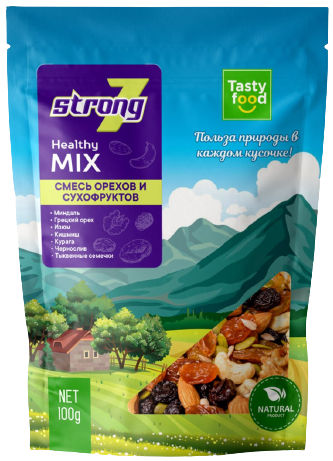 strong 7
Healthy
MIX
СМЕСЬ ОРЕХОВ И
СУХОФРУКТОВ
• Миндаль
• Грецкий орех
• Изюм
• Кишмиш
• Курага
• Чернослив
• Тыквенные семечки
Tasty
food
Польза природы в
каждом кусочке!
NET
100g
NATURAL
PRODUCT